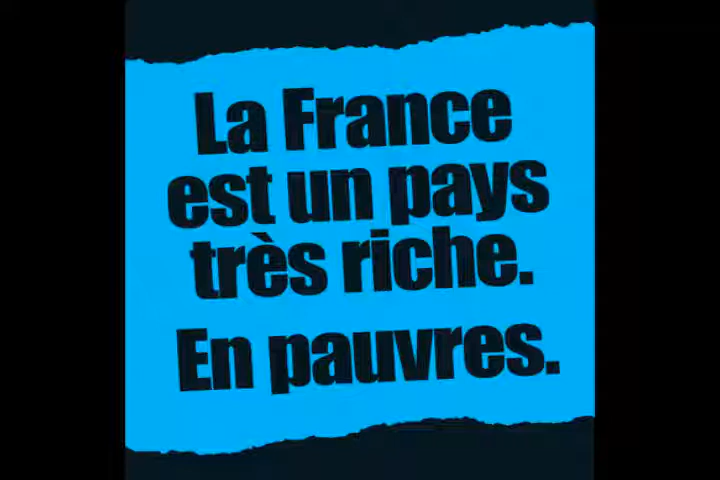 La France
est un pays
très riche.
En pauvres.